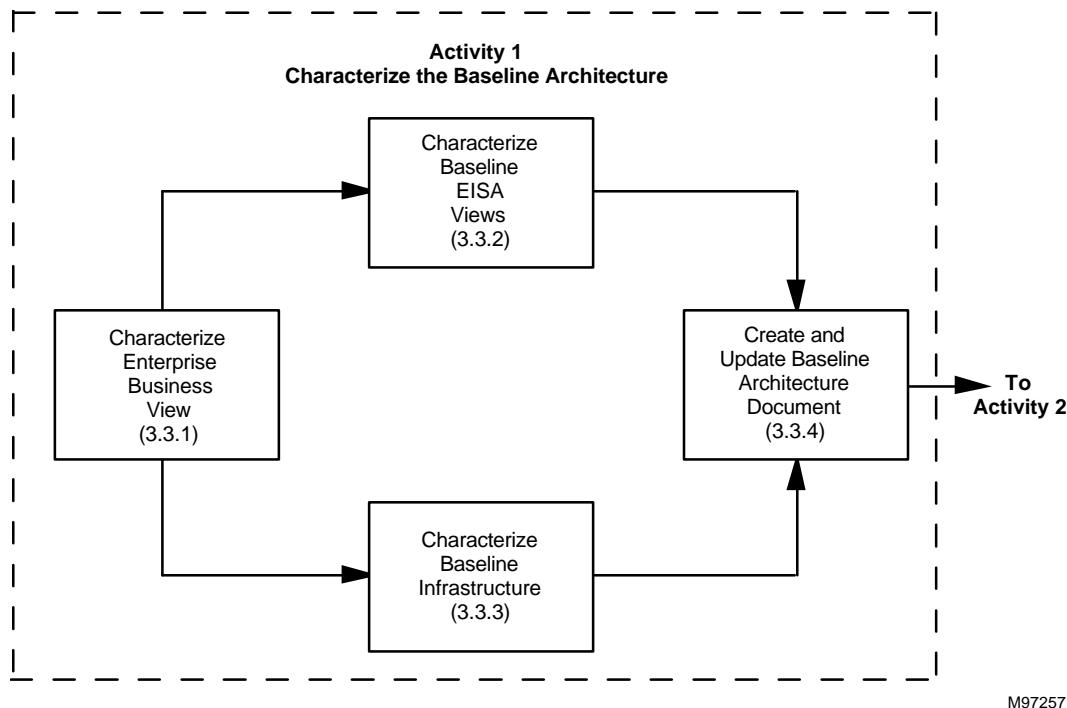 Activity 1
Characterize the Baseline Architecture
Characterize
Baseline
EISA
Views
(3.3.2)
Characterize
Enterprise
Business
View
(3.3.1)
Create and
Update Baseline
Architecture
Document
(3.3.4)
To
Activity 2
Characterize
Baseline
Infrastructure
(3.3.3)
M97257